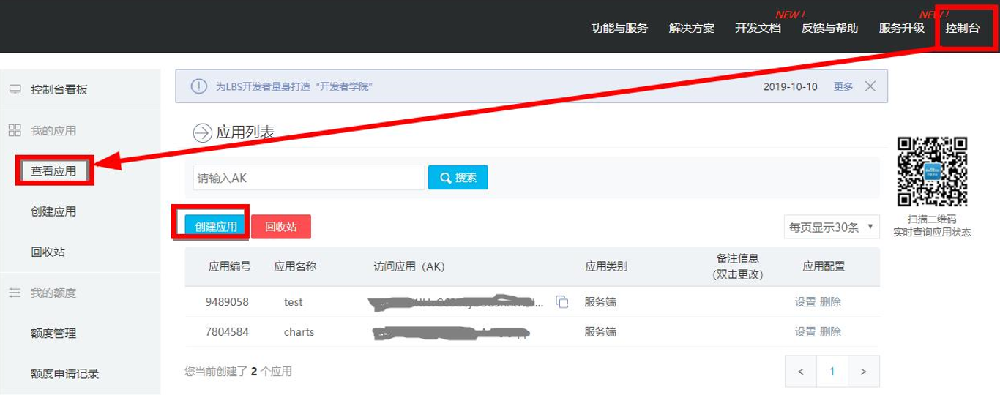 NEW !
NEW !
功能与服务 解决方案 开发文档 反馈与帮助 服务升级 控制台
控制台看板
我的应用
查看应用
创建应用
回收站
我的额度
额度管理
额度申请记录
为LBS开发者量身打造“开发者学院”
2019-10-10 更多
应用列表
请输入AK
搜索
创建应用 回收站
每页显示30条
应用编号 应用名称 访问应用（AK） 应用类别 备注信息 应用配置
(双击更改)
9489058 test 服务端 设置 删除
7804584 charts 服务端 设置 删除
您当前创建了 2 个应用
< 1 >
扫描二维码
实时查询应用状态